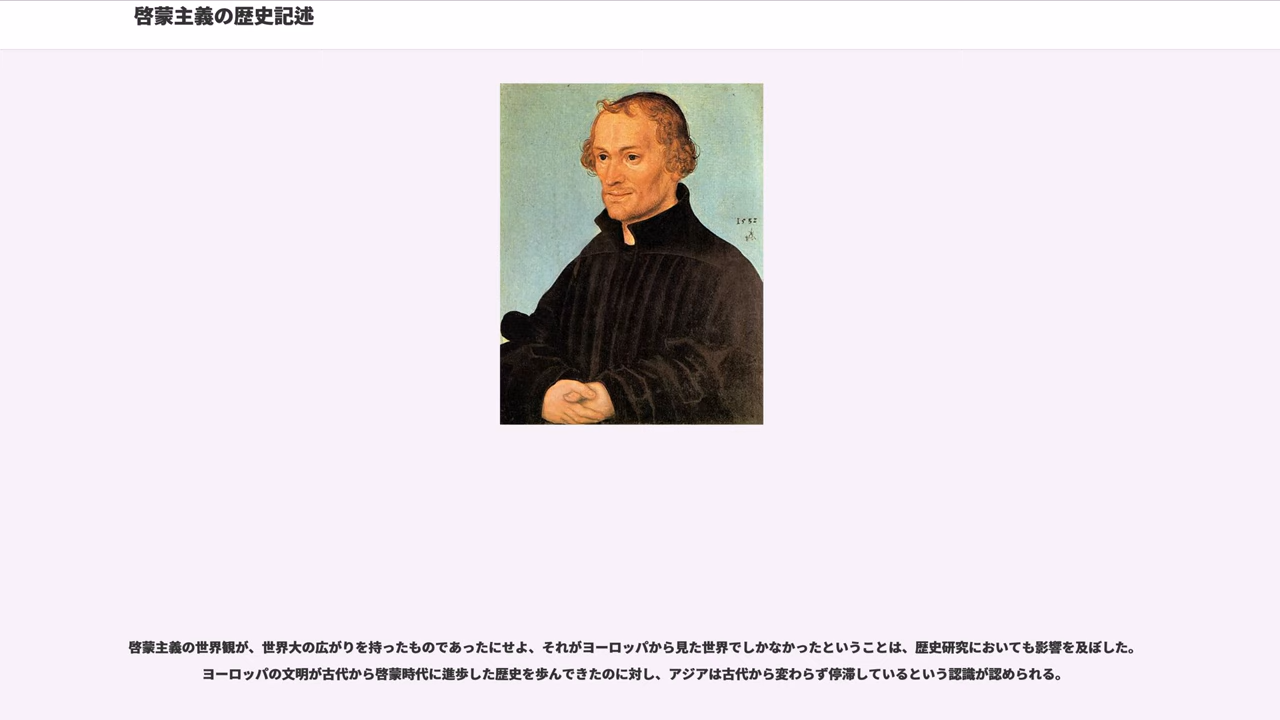 啓蒙主義の歴史記述
1532
啓蒙主義の世界観が、世界大の広がりを持ったものであったにせよ、それがヨーロッパから見た世界でしかなかったということは、歴史研究においても影響を及ぼした。
ヨーロッパの文明が古代から啓蒙時代に進歩した歴史を歩んできたのに対し、アジアは古代から変わらず停滞しているという認識が認められる。